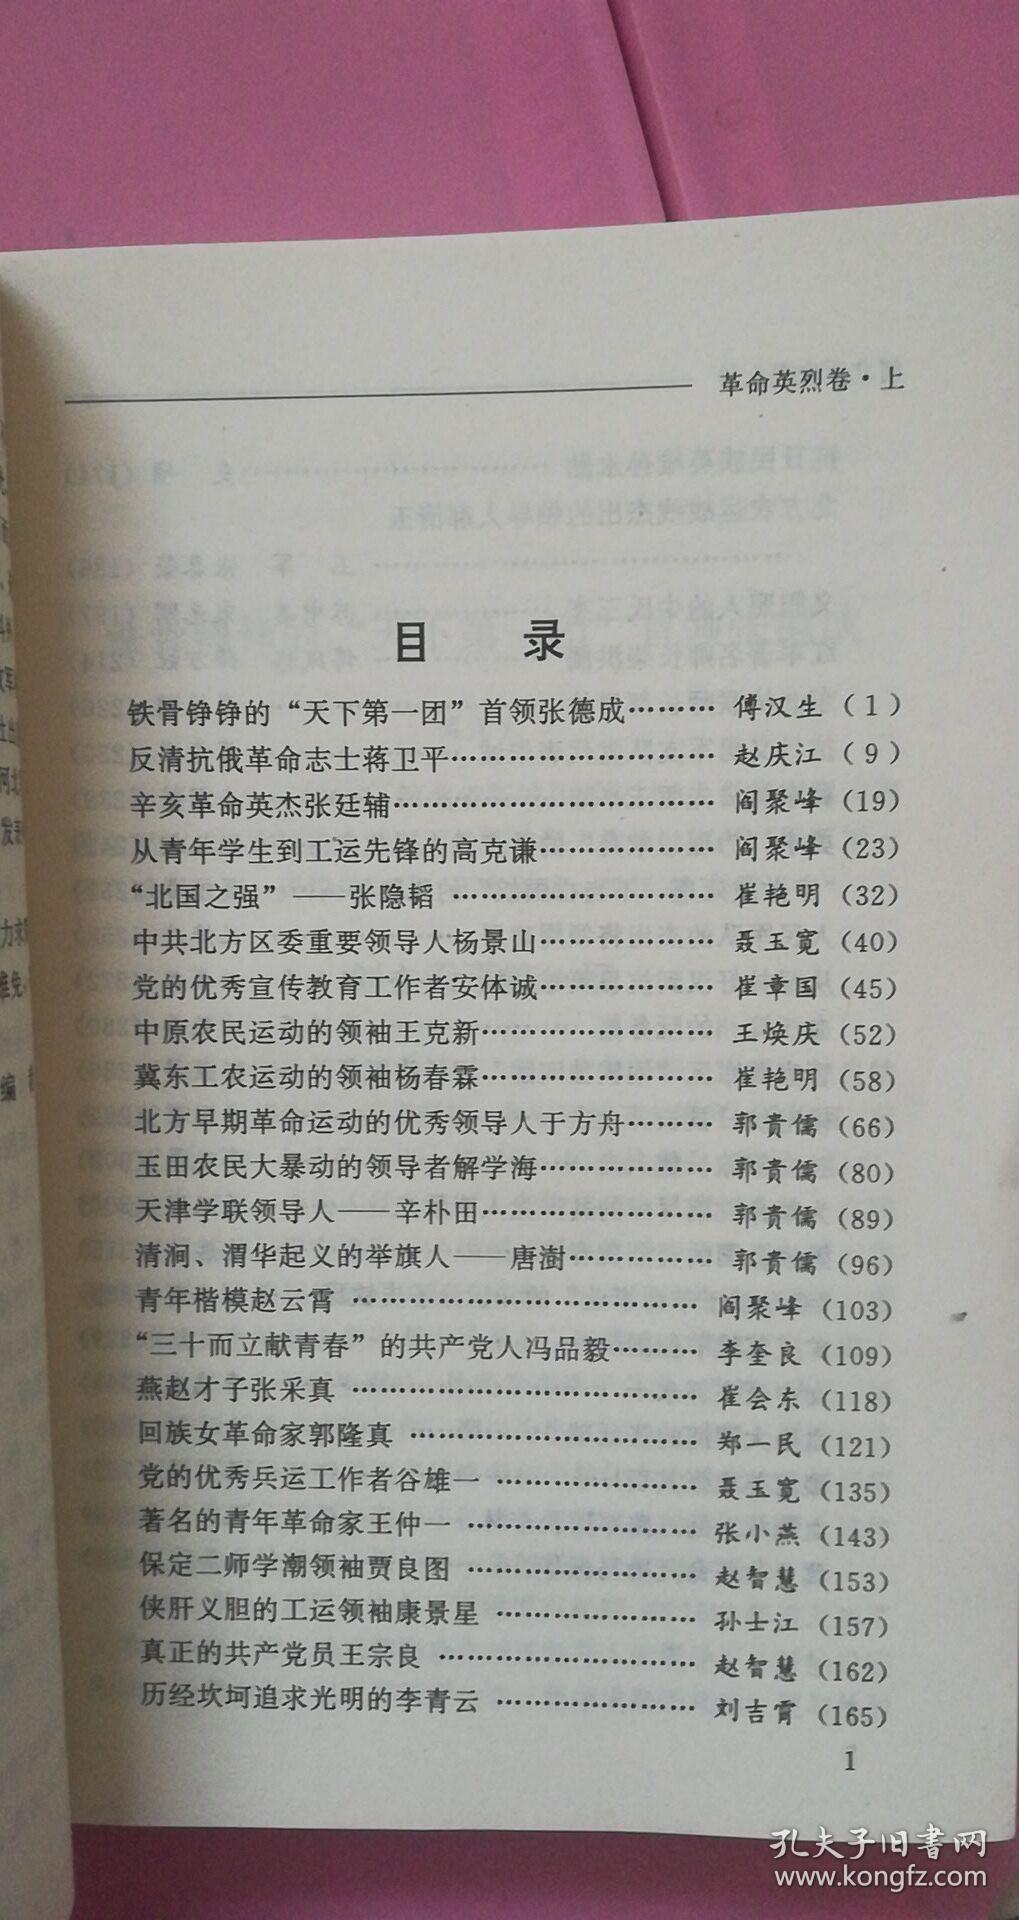 革命英烈卷·上
目 录
铁骨铮铮的“天下第一团”首领张德成……… 傅汉生（1）
反清抗俄革命志士蒋卫平……………………… 赵庆江（9）
辛亥革命英杰张廷辅…………………………… 阎聚峰（19）
从青年学生到工运先锋的高克谦……………… 阎聚峰（23）
“北国之强”——张隐韬 ……………………… 崔艳明（32）
中共北方区委重要领导人杨景山……………… 聂玉宽（40）
党的优秀宣传教育工作者安体诚……………… 崔章国（45）
中原农民运动的领袖王克新…………………… 王焕庆（52）
冀东工农运动的领袖杨春霖…………………… 崔艳明（58）
北方早期革命运动的优秀领导人于方舟……… 郭贵儒（66）
玉田农民大暴动的领导者解学海……………… 郭贵儒（80）
天津学联领导人——辛朴田…………………… 郭贵儒（89）
清涧、渭华起义的举旗人——唐澍…………… 郭贵儒（96）
青年楷模赵云霄 ……………………………… 阎聚峰（103）
“三十而立献青春”的共产党人冯品毅……… 李奎良（109）
燕赵才子张采真 ……………………………… 崔会东（118）
回族女革命家郭隆真 ………………………… 郑一民（121）
党的优秀兵运工作者谷雄一 ………………… 聂玉宽（135）
著名的青年革命家王仲一 …………………… 张小燕（143）
保定二师学潮领袖贾良图 …………………… 赵智慧（153）
侠肝义胆的工运领袖康景星 ………………… 孙士江（157）
真正的共产党员王宗良 ……………………… 赵智慧（162）
历经坎坷追求光明的李青云 ………………… 刘吉霄（165）
1
孔夫子旧书网
www.kongfz.com